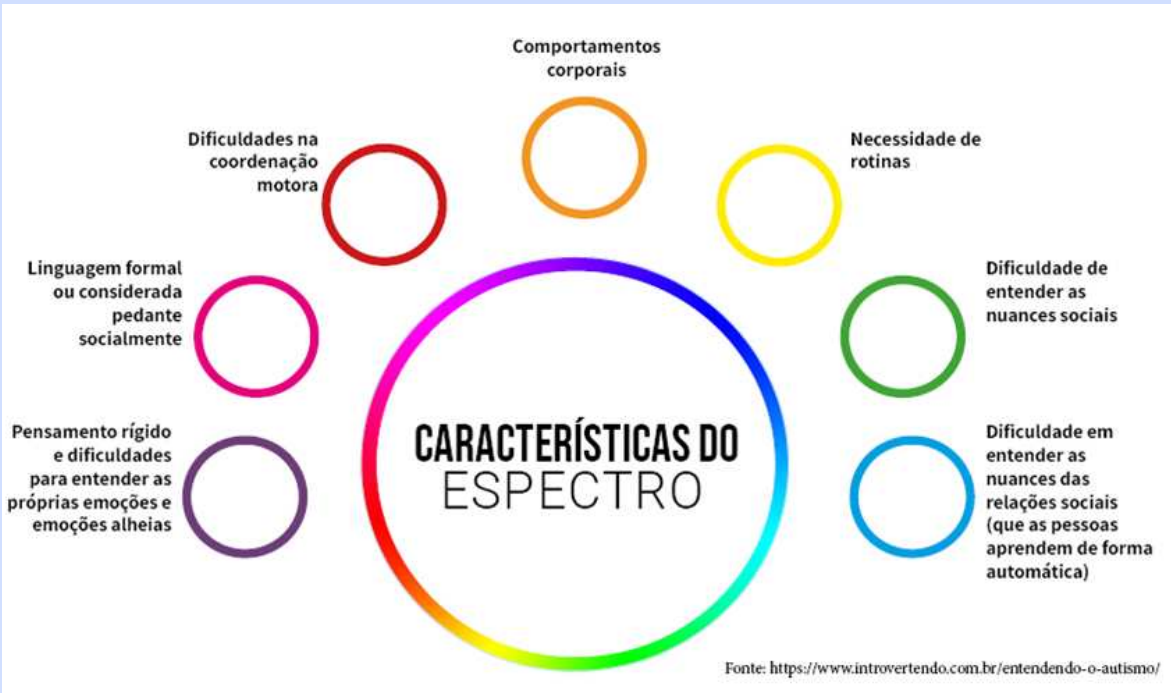 Comportamentos
corporais
Dificuldades na
coordenação
motora
Necessidade de
rotinas
Linguagem formal
ou considerada
pedante
socialmente
Dificuldade de
entender as
nuances sociais
Pensamento rígido
e dificuldades
para entender as
próprias emoções e
emoções alheias
Dificuldade em
entender as
nuances das
relações sociais
(que as pessoas
aprendem de forma
automática)
CARACTERÍSTICAS DO
ESPECTRO
Fonte: https://www.introvertendo.com.br/entendendo-o-autismo/